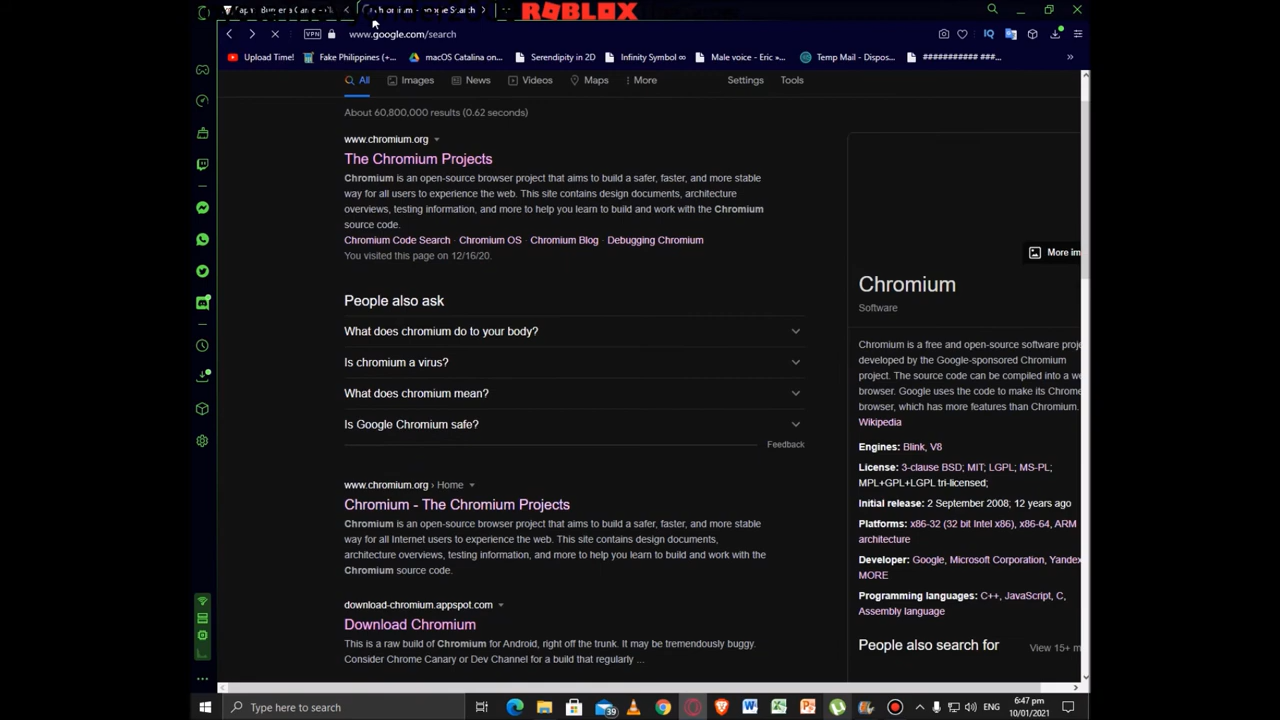 ROBLOX
chromium - Google Search
VPN
www.google.com/search
Upload Time!
Fake Philippines (+...
macOS Catalina on...
Serendipity in 2D
Infinity Symbol ∞
Male voice - Eric »...
Temp Mail - Dispos...
########### ###...
»
All
Images
News
Videos
Maps
More
Settings
Tools
About 60,800,000 results (0.62 seconds)
www.chromium.org
The Chromium Projects
Chromium is an open-source browser project that aims to build a safer, faster, and more stable
way for all users to experience the web. This site contains design documents, architecture
overviews, testing information, and more to help you learn to build and work with the Chromium
source code.
Chromium Code Search · Chromium OS · Chromium Blog · Debugging Chromium
You visited this page on 12/16/20.
People also ask
What does chromium do to your body?
Is chromium a virus?
What does chromium mean?
Is Google Chromium safe?
Feedback
www.chromium.org › Home
Chromium - The Chromium Projects
Chromium is an open-source browser project that aims to build a safer, faster, and more stable
way for all Internet users to experience the web. This site contains design documents,
architecture overviews, testing information, and more to help you learn to build and work with the
Chromium source code.
download-chromium.appspot.com
Download Chromium
This is a raw build of Chromium for Android, right off the trunk. It may be tremendously buggy.
Consider Chrome Canary or Dev Channel for a build that regularly ...
More im
Chromium
Software
Chromium is a free and open-source software proje
developed by the Google-sponsored Chromium
project. The source code can be compiled into a we
browser. Google uses the code to make its Chrome
browser, which has more features than Chromium.
Wikipedia
Engines: Blink, V8
License: 3-clause BSD; MIT; LGPL; MS-PL;
MPL+GPL+LGPL tri-licensed;
Initial release: 2 September 2008; 12 years ago
Platforms: x86-32 (32 bit Intel x86), x86-64, ARM
architecture
Developer: Google, Microsoft Corporation, Yandex
MORE
Programming languages: C++, JavaScript, C,
Assembly language
People also search for
View 15+ m
Type here to search
39
ENG
6:47 pm
10/01/2021